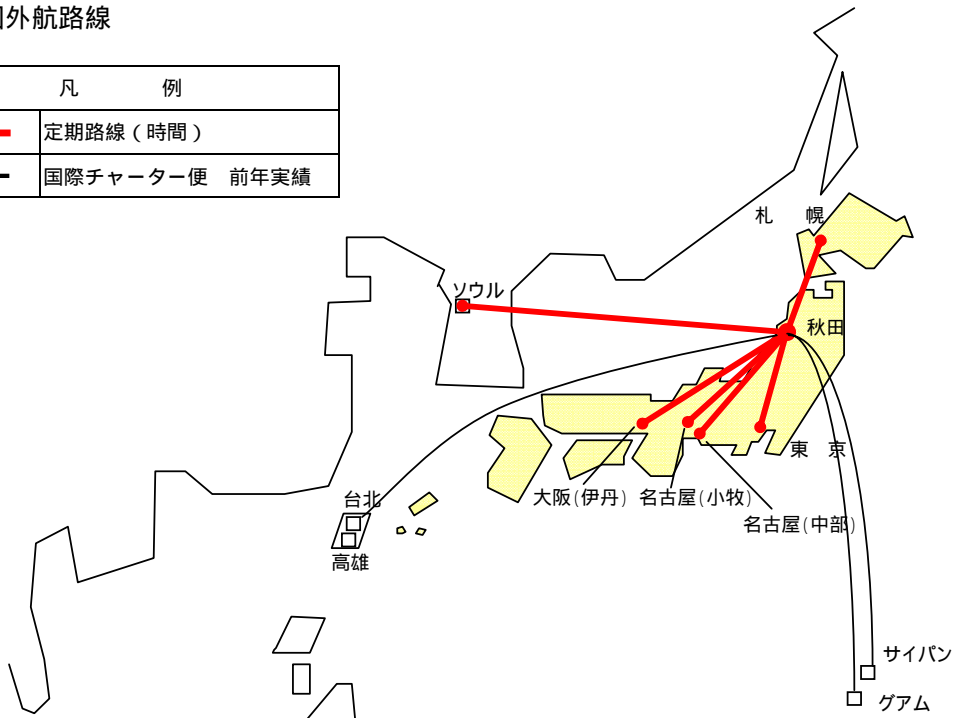 外航路線
凡 例
定期路線（時間）
国際チャーター便 前年実績
札 幌
ソウル
秋田
東 京
大阪(伊丹)
名古屋(小牧)
台北
名古屋(中部)
高雄
サイパン
グアム